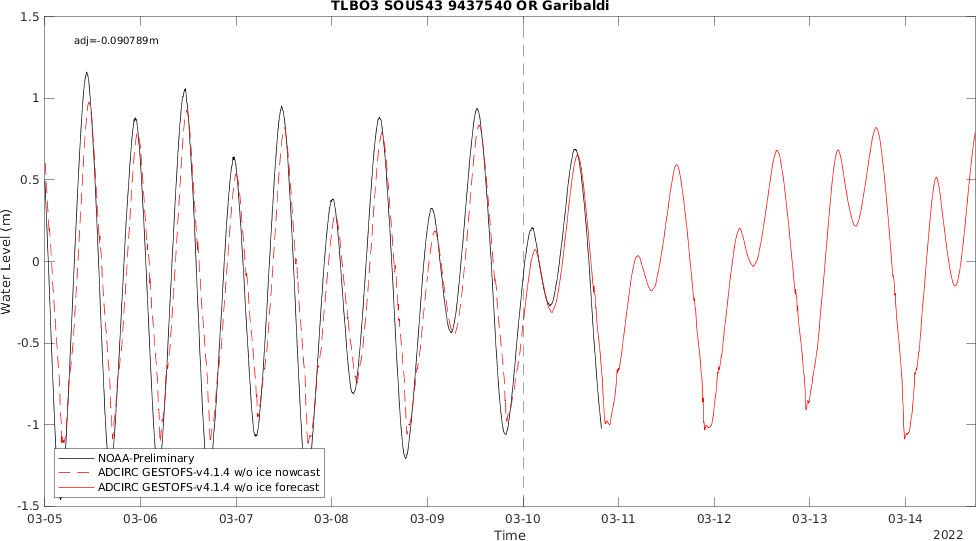 TLBO3 SOUS43 9437540 OR Garibaldi
adj=-0.090789m
1.5
1
0.5
0
-0.5
-1
-1.5
Water Level (m)
NOAA-Preliminary
ADCIRC GESTOFS-v4.1.4 w/o ice nowcast
ADCIRC GESTOFS-v4.1.4 w/o ice forecast
03-05 03-06 03-07 03-08 03-09 03-10 03-11 03-12 03-13 03-14
Time
2022